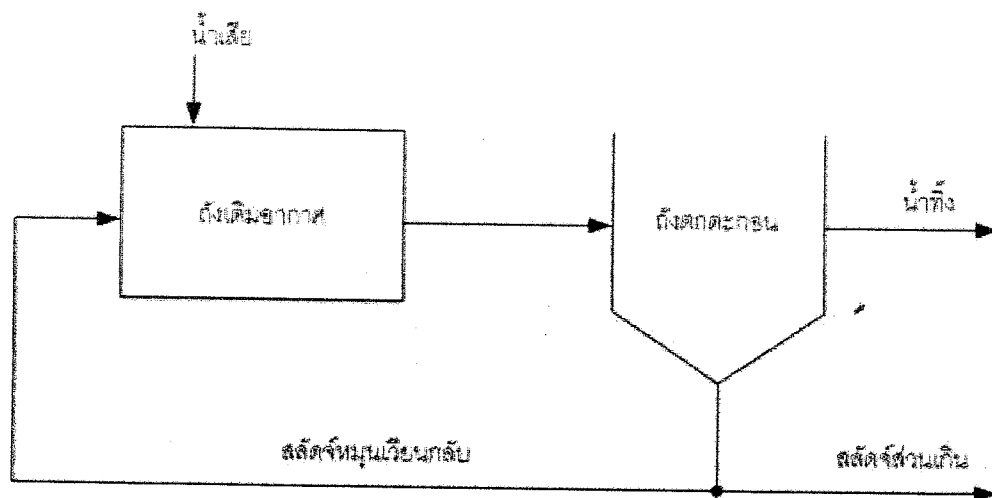 น้ำเสีย
ถังเติมอากาศ
ถังตกตะกอน
น้ำทิ้ง
สลัดจ์หมุนเวียนกลับ
สลัดจ์ส่วนเกิน